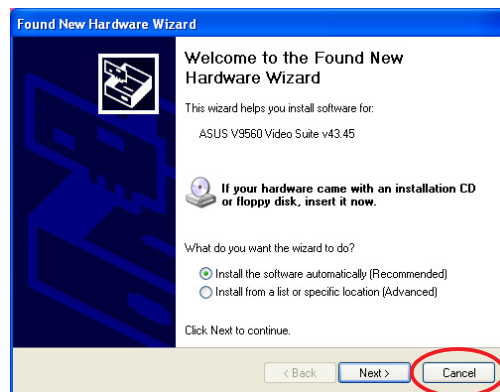 Found New Hardware Wizard
Welcome to the Found New
Hardware Wizard
This wizard helps you install software for:
ASUS V9560 Video Suite v43.45
If your hardware came with an installation CD
or floppy disk, insert it now.
What do you want the wizard to do?
Install the software automatically (Recommended)
Install from a list or specific location (Advanced)
Click Next to continue.
< Back Next > Cancel